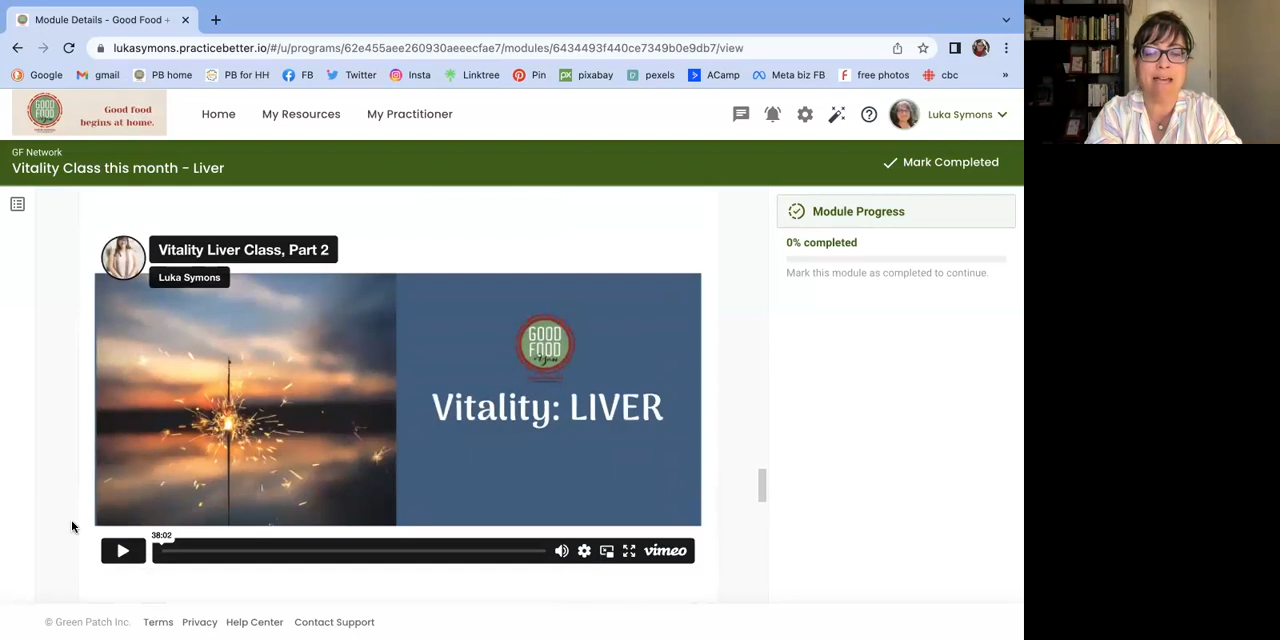 Module Details - Good Food +
lukasymons.practicebetter.io/#/u/programs/62e455aee260930aeeecfae7/modules/6434493f440ce7349b0e9db7/view
Google gmail PB home PB for HH FB Twitter Insta Linktree Pin pixabay pexels ACamp Meta biz FB free photos cbc »
GOOD FOOD
Good food
begins at home.
Home My Resources My Practitioner Luka Symons
GF Network
Vitality Class this month - Liver
Mark Completed
Module Progress
0% completed
Mark this module as completed to continue.
Vitality Liver Class, Part 2
Luka Symons
GOOD
FOOD
Vitality: LIVER
38:02
vimeo
© Green Patch Inc. Terms Privacy Help Center Contact Support